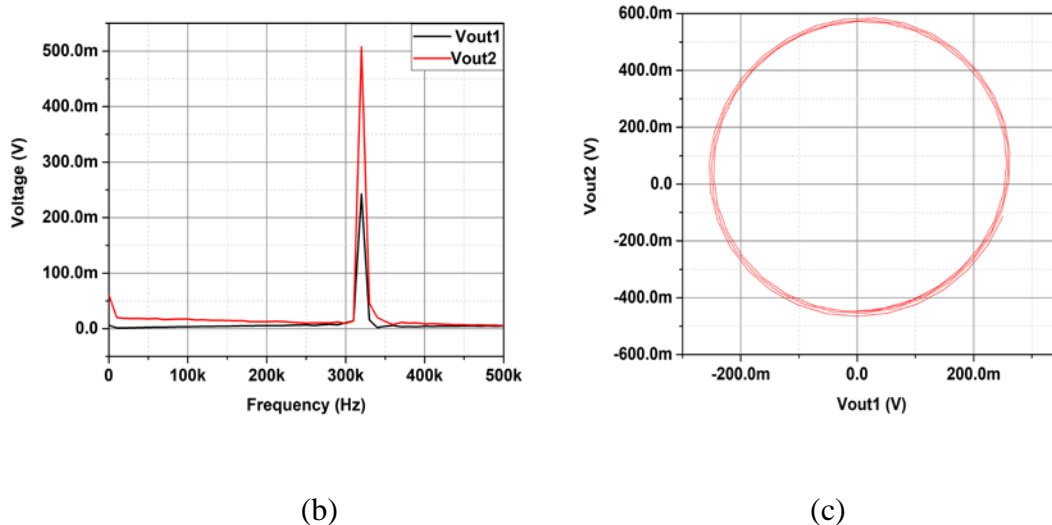 Vout1
Vout2
500.0m
500.0m
300.0m
200.0m
100.0m
0.0
Voltage (V)
0
100k
200k
300k
400k
500k
Frequency (Hz)
600.0m
400.0m
200.0m
0.0
-200.0m
-400.0m
-600.0m
Vout2 (V)
-200.0m
0.0
200.0m
Vout1 (V)
(b)
(c)